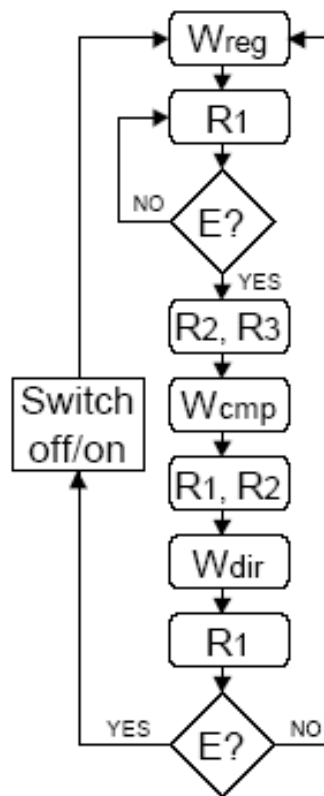 Wreg
R1
NO
E?
YES
R2, R3
Switch
off/on
Wcmp
R1, R2
Wdir
R1
YES
E?
NO